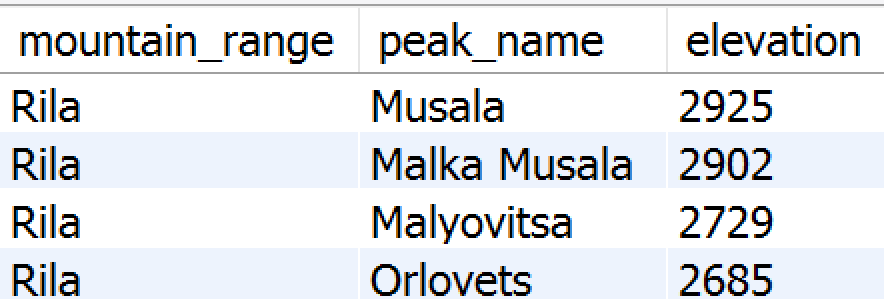 mountain_range peak_name elevation
Rila Musala 2925
Rila Malka Musala 2902
Rila Malyovitsa 2729
Rila Orlovets 2685